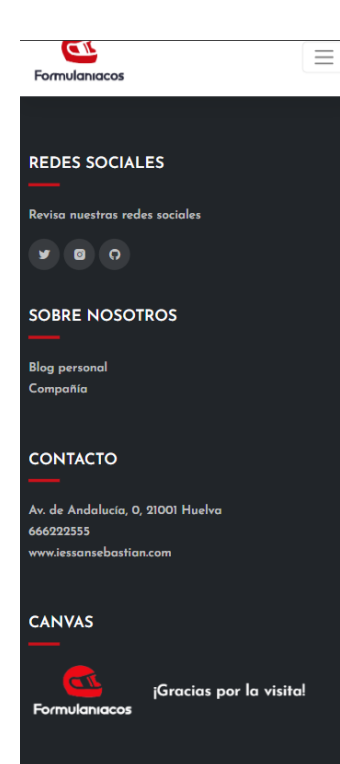 Formulaniacos
REDES SOCIALES
Revisa nuestras redes sociales
SOBRE NOSOTROS
Blog personal
Compañía
CONTACTO
Av. de Andalucía, 0, 21001 Huelva
666222555
www.iessansebastian.com
CANVAS
¡Gracias por la visita!
Formulaniacos